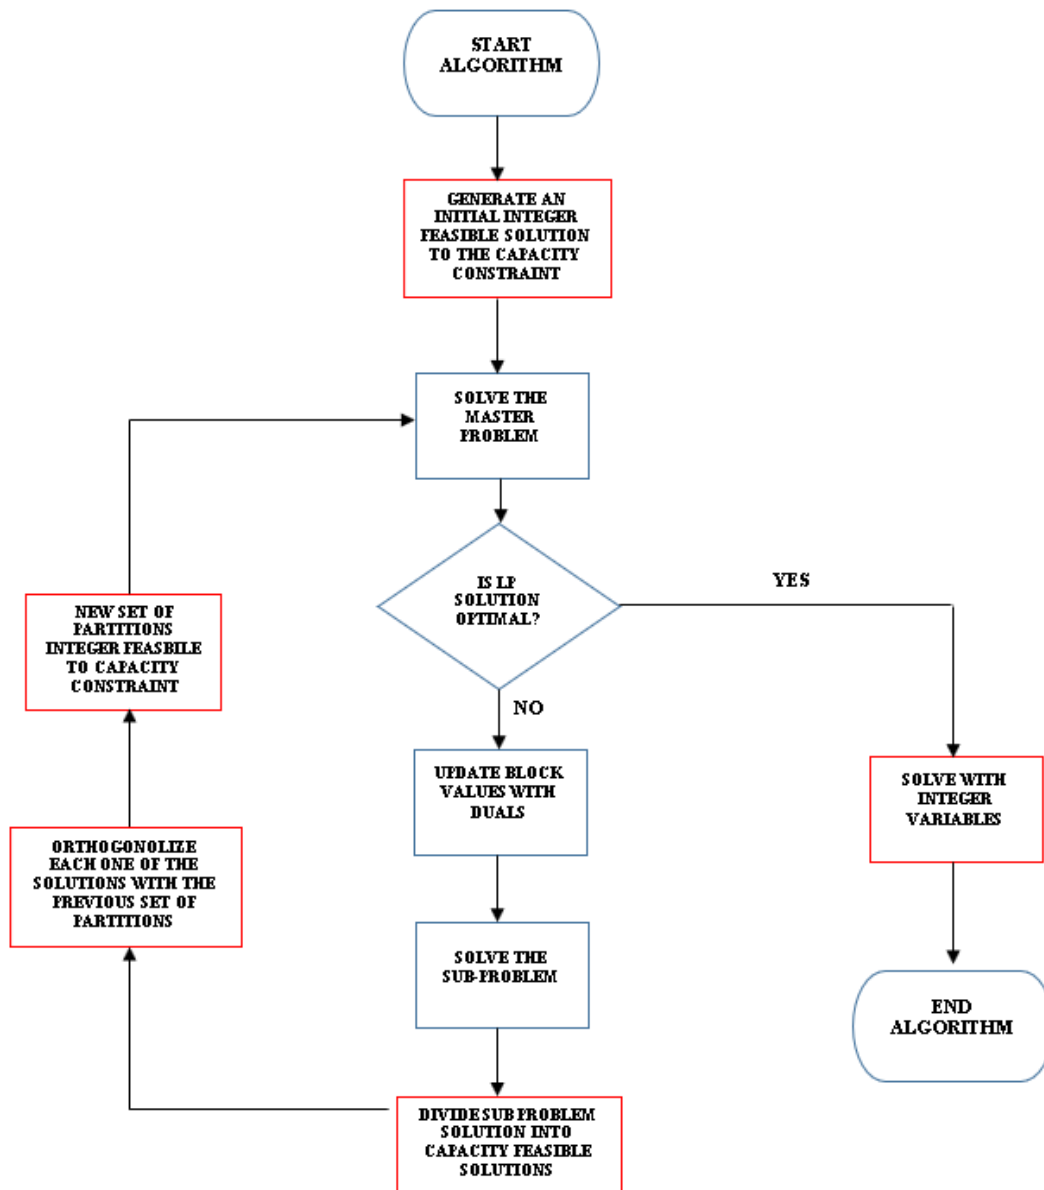 START
ALGORITHM
GENERATE AN
INITIAL INTEGER
FEASIBLE SOLUTION
TO THE CAPACITY
CONSTRAINT
SOLVE THE
MASTER
PROBLEM
IS LP
SOLUTION
OPTIMAL?
YES
NO
NEW SET OF
PARTITIONS
INTEGER FEASBILE
TO CAPACITY
CONSTRAINT
UPDATE BLOCK
VALUES WITH
DUALS
SOLVE WITH
INTEGER
VARIABLES
ORTHOGONOLIZE
EACH ONE OF THE
SOLUTIONS WITH THE
PREVIOUS SET OF
PARTITIONS
SOLVE THE
SUB-PROBLEM
END
ALGORITHM
DIVIDE SUB PROBLEM
SOLUTION INTO
CAPACITY FEASIBLE
SOLUTIONS